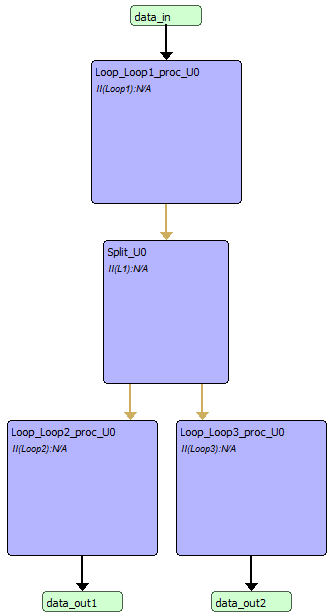 data_in
Loop_Loop1_proc_U0
II(Loop1):N/A
Split_U0
II(L1):N/A
Loop_Loop2_proc_U0
II(Loop2):N/A
Loop_Loop3_proc_U0
II(Loop3):N/A
data_out1
data_out2